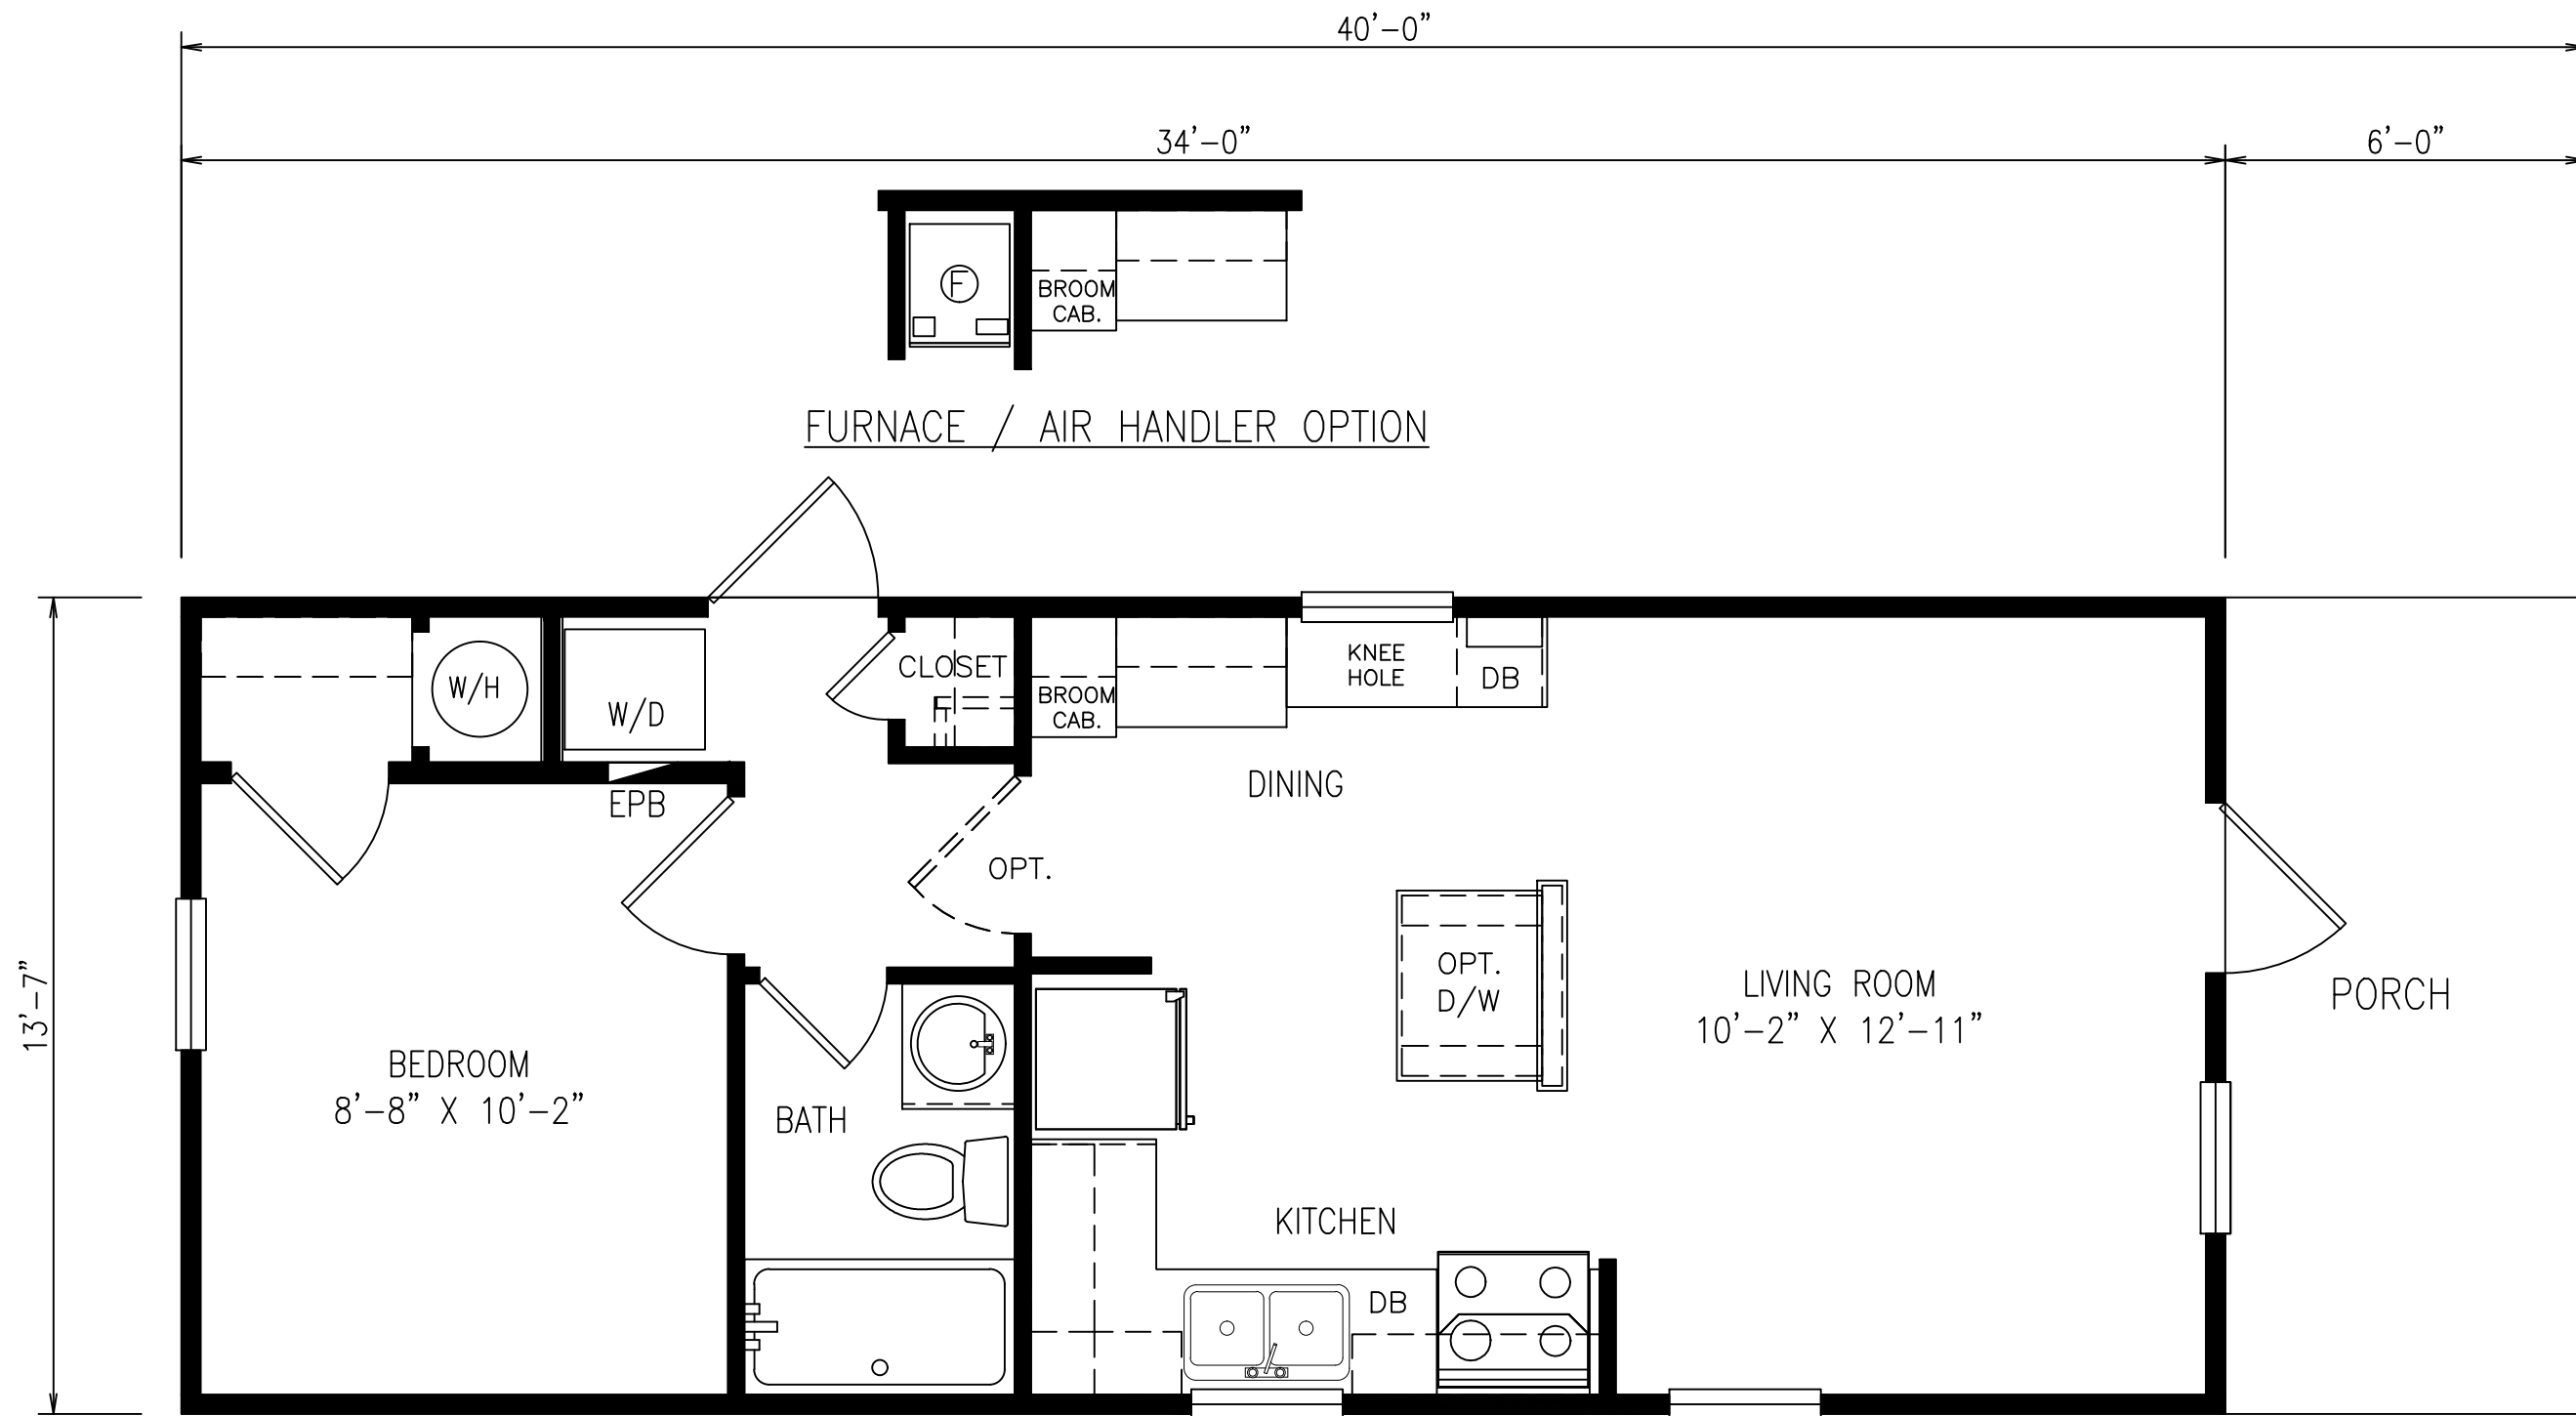 40'-0"
34'-0"
6'-0"
F
BROOM
CAB.
FURNACE / AIR HANDLER OPTION
W/H
W/D
CLOSET
BROOM
CAB.
KNEE
HOLE
DB
EPB
DINING
OPT.
13'-7"
OPT.
D/W
LIVING ROOM
10'-2" X 12'-11"
PORCH
BEDROOM
8'-8" X 10'-2"
BATH
KITCHEN
DB